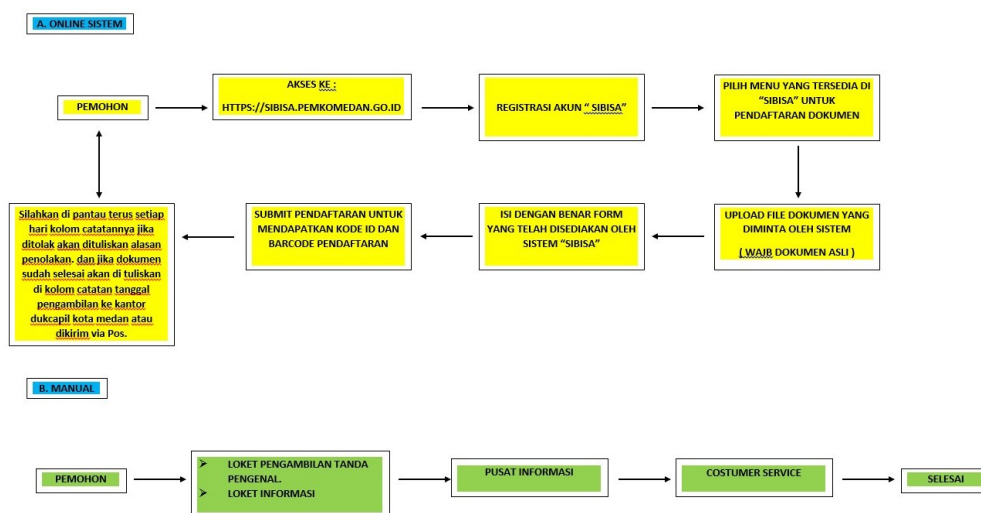 A. ONLINE SISTEM
PEMOHON
AKSES KE :
HTTPS://SIBISA.PEMKOMEDAN.GO.ID
REGISTRASI AKUN “ SIBISA”
PILIH MENU YANG TERSEDIA DI
“SIBISA” UNTUK
PENDAFTARAN DOKUMEN
UPLOAD FILE DOKUMEN YANG
DIMINTA OLEH SISTEM
( WAJB DOKUMEN ASLI )
ISI DENGAN BENAR FORM
YANG TELAH DISEDIAKAN OLEH
SISTEM “SIBISA”
SUBMIT PENDAFTARAN UNTUK
MENDAPATKAN KODE ID DAN
BARCODE PENDAFTARAN
Silahkan di pantau terus setiap
hari kolom catatannya jika
ditolak akan dituliskan alasan
penolakan. dan jika dokumen
sudah selesai akan di tuliskan
di kolom catatan tanggal
pengambilan ke kantor
dukcapil kota medan atau
dikirim via Pos.
B. MANUAL
PEMOHON
LOKET PENGAMBILAN TANDA
PENGENAL.
LOKET INFORMASI
PUSAT INFORMASI
COSTUMER SERVICE
SELESAI